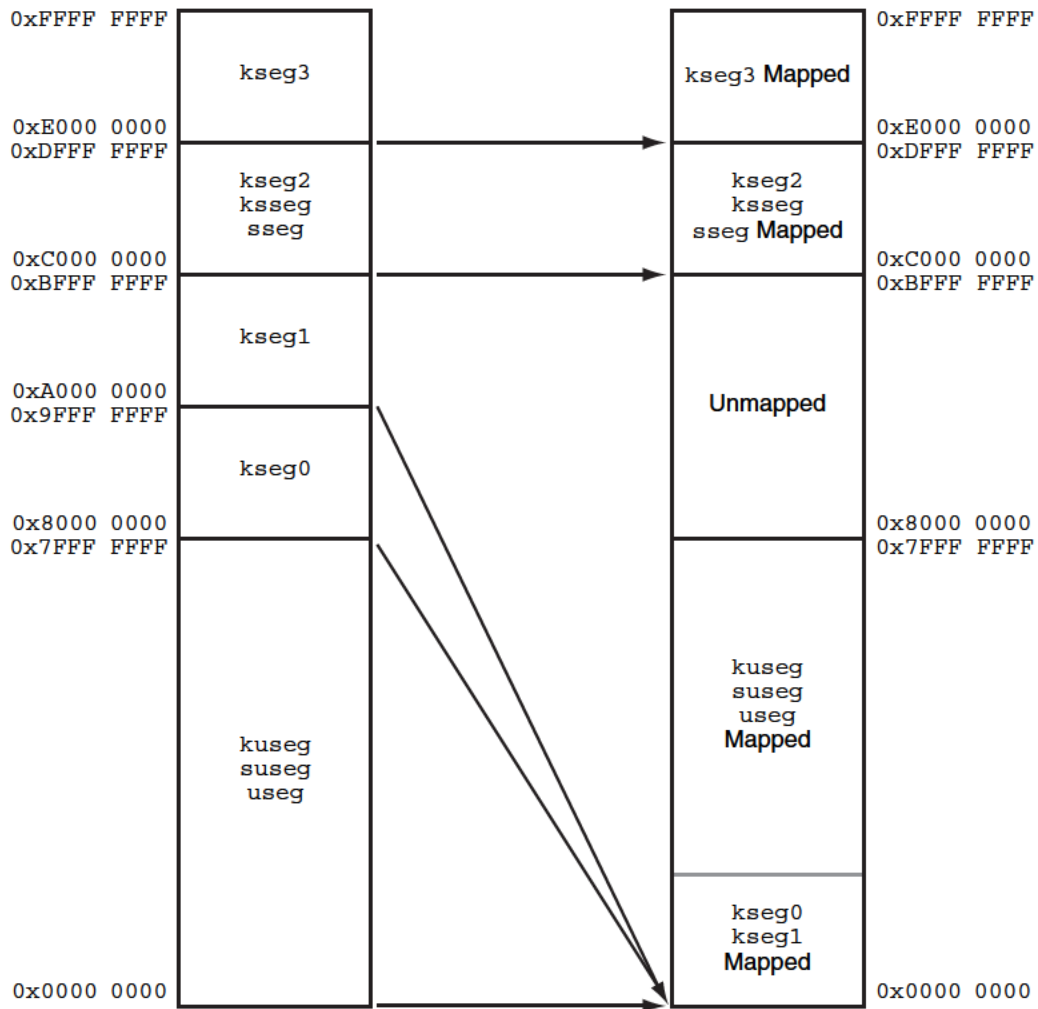 0xFFFF FFFF
kseg3
kseg3 Mapped
0xFFFF FFFF
0xE000 0000
0xDFFF FFFF
0xE000 0000
0xDFFF FFFF
kseg2
ksseg
sseg
kseg2
ksseg
sseg Mapped
0xC000 0000
0xBFFF FFFF
0xC000 0000
0xBFFF FFFF
kseg1
0xA000 0000
0x9FFF FFFF
Unmapped
kseg0
0x8000 0000
0x7FFF FFFF
0x8000 0000
0x7FFF FFFF
kuseg
suseg
useg
kuseg
suseg
useg
Mapped
kseg0
kseg1
Mapped
0x0000 0000
0x0000 0000